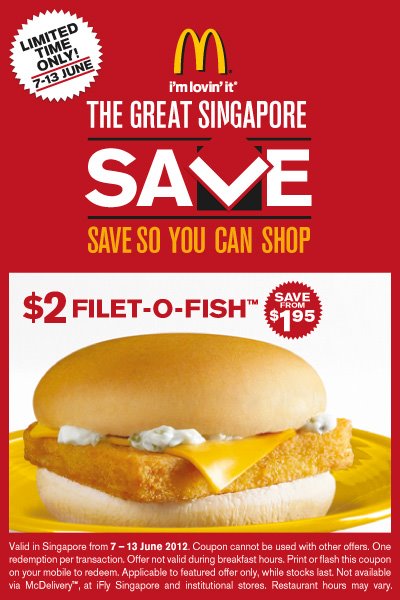 LIMITED
TIME
ONLY!
7-13 JUNE
i'm lovin' it®
THE GREAT SINGAPORE
SAVE
SAVE SO YOU CAN SHOP
$2 FILET-O-FISH™
SAVE
FROM
$1.95
Valid in Singapore from 7 – 13 June 2012. Coupon cannot be used with other offers. One
redemption per transaction. Offer not valid during breakfast hours. Print or flash this coupon
on your mobile to redeem. Applicable to featured offer only, while stocks last. Not available
via McDelivery™, at iFly Singapore and institutional stores. Restaurant hours may vary.